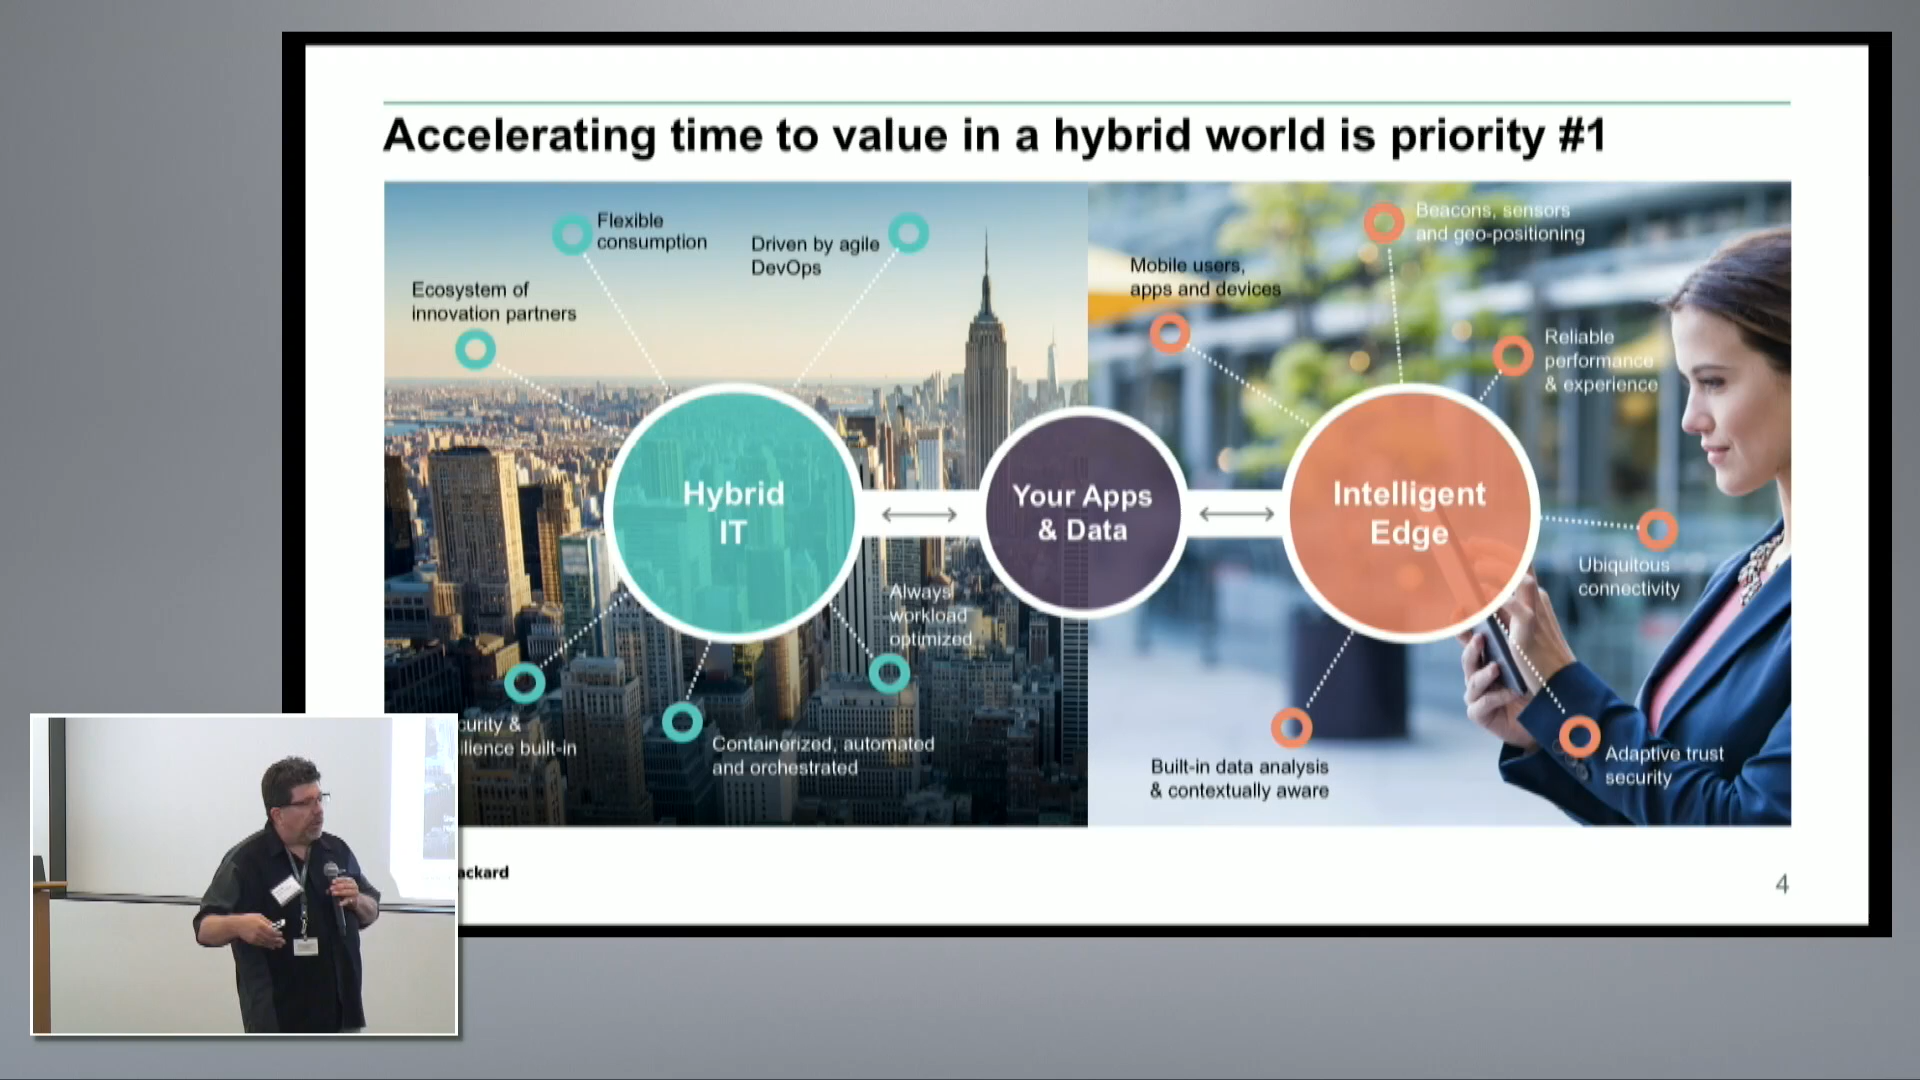 Accelerating time to value in a hybrid world is priority #1
Flexible
consumption
Driven by agile
DevOps
Ecosystem of
innovation partners
Hybrid
IT
Always
workload
optimized
curity &
ilience built-in
Containerized, automated
and orchestrated
Your Apps
& Data
Beacons, sensors
and geo-positioning
Mobile users,
apps and devices
Reliable
performance
& experience
Intelligent
Edge
Ubiquitous
connectivity
Built-in data analysis
& contextually aware
Adaptive trust
security
ackard
4